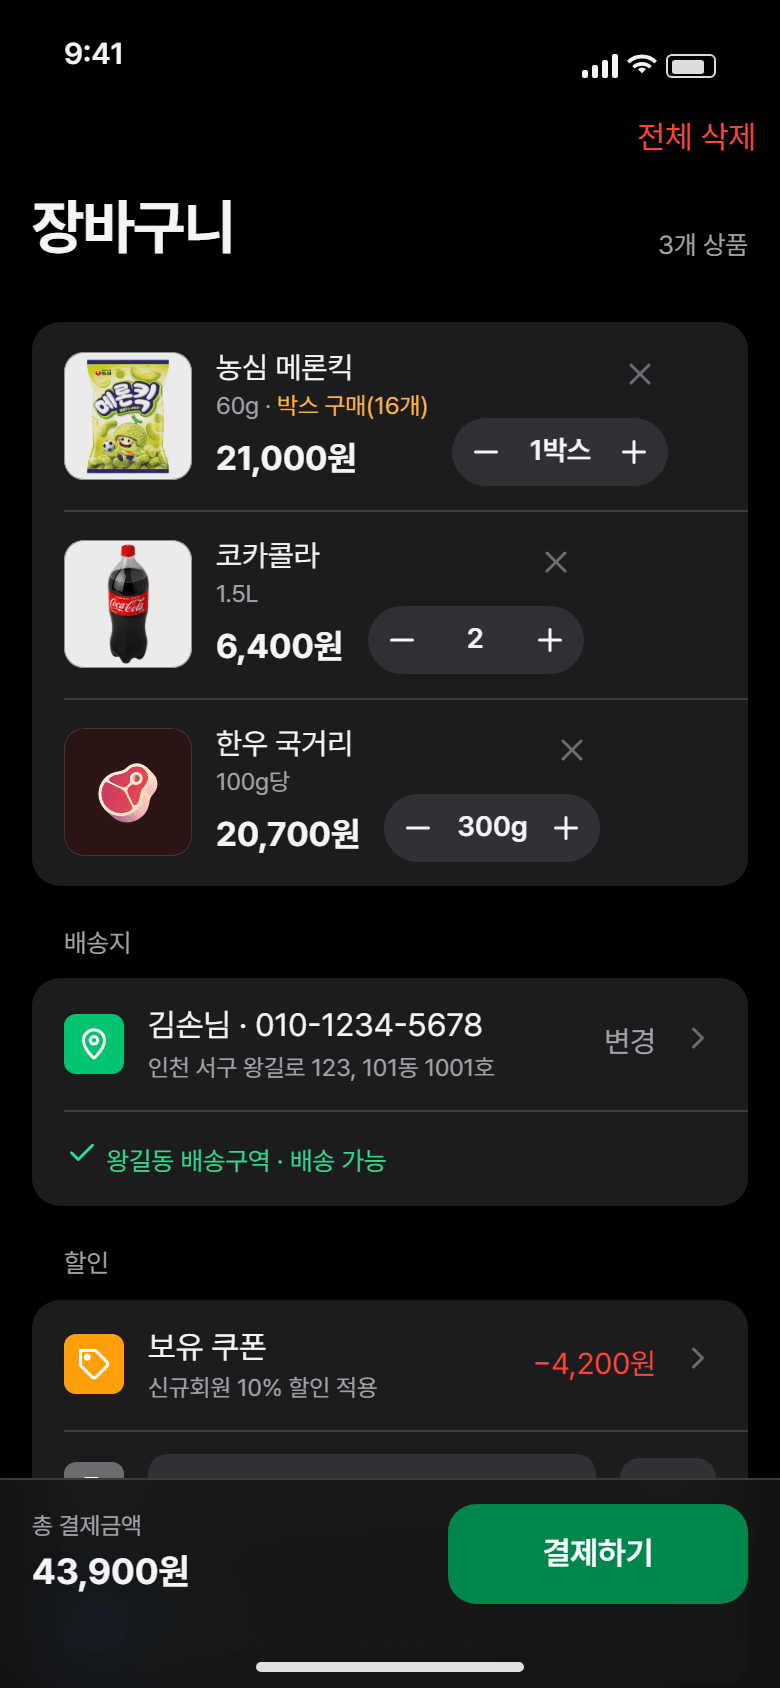 9:41
전체 삭제
장바구니
3개 상품
농심 메론킥
60g · 박스 구매(16개)
21,000원
1박스
메론킥
코카콜라
1.5L
6,400원
2
Coca-Cola
한우 국거리
100g당
20,700원
300g
배송지
김손님 · 010-1234-5678
인천 서구 왕길로 123, 101동 1001호
변경
왕길동 배송구역 · 배송 가능
할인
보유 쿠폰
신규회원 10% 할인 적용
−4,200원
총 결제금액
43,900원
결제하기